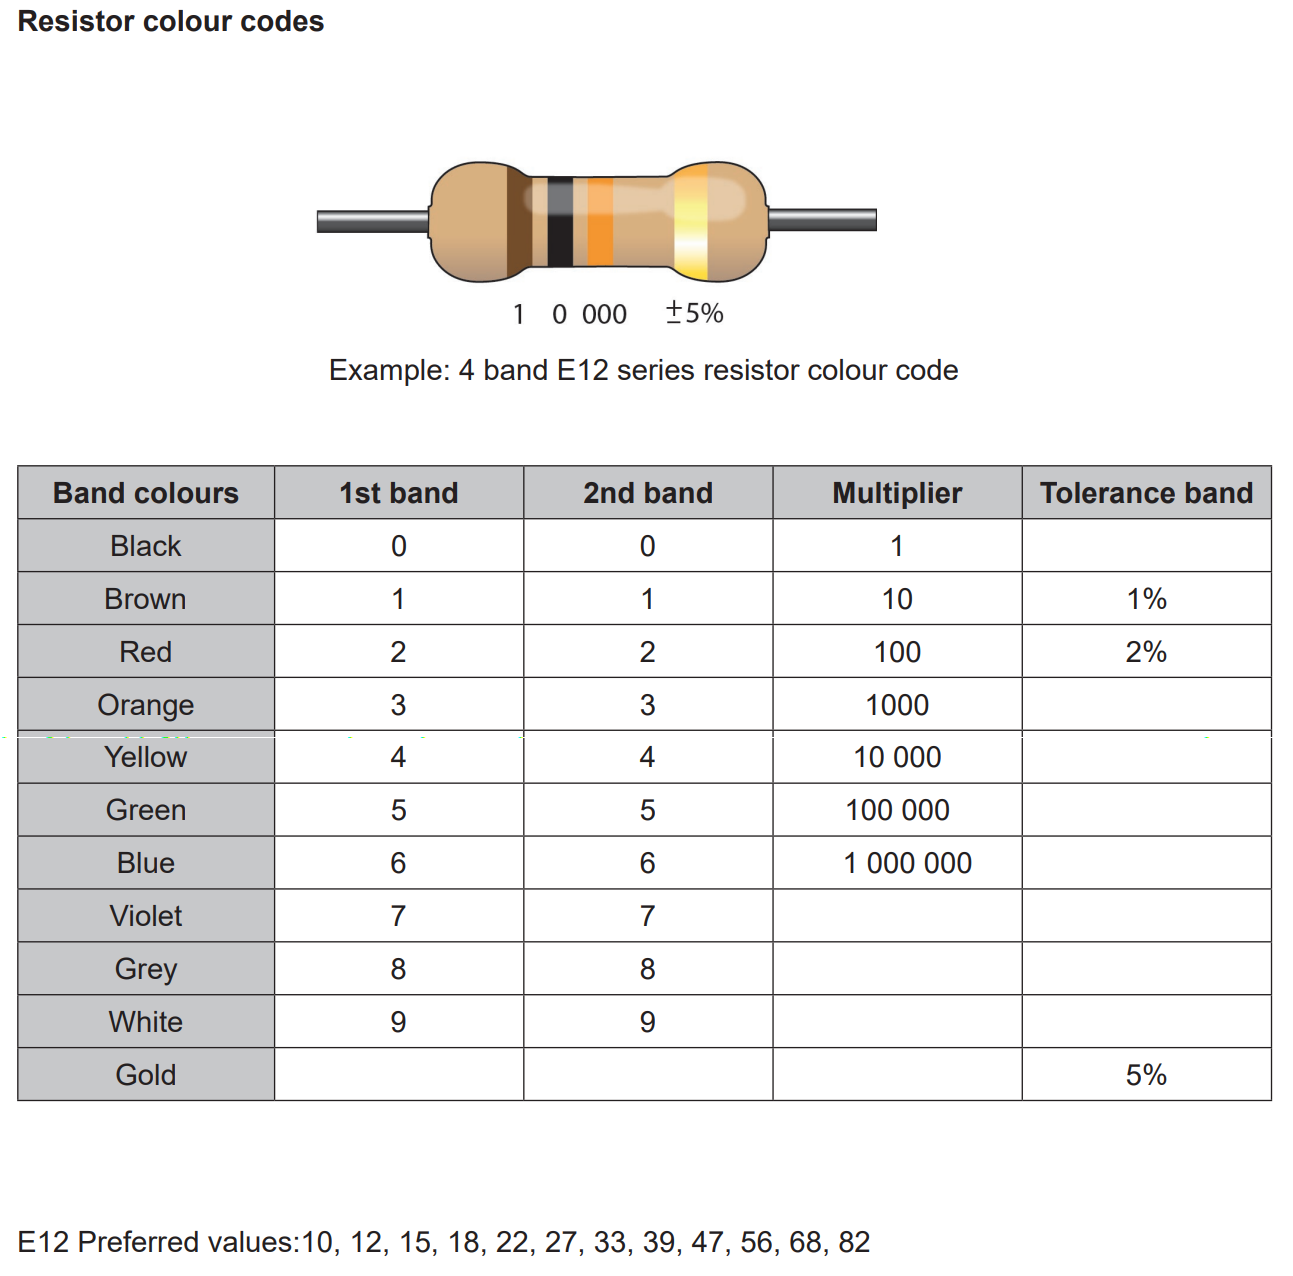 Resistor colour codes
1 0 000 ±5%
Example: 4 band E12 series resistor colour code
Band colours 1st band 2nd band Multiplier Tolerance band
Black 0 0 1
Brown 1 1 10 1%
Red 2 2 100 2%
Orange 3 3 1000
Yellow 4 4 10 000
Green 5 5 100 000
Blue 6 6 1 000 000
Violet 7 7
Grey 8 8
White 9 9
Gold 5%
E12 Preferred values:10, 12, 15, 18, 22, 27, 33, 39, 47, 56, 68, 82